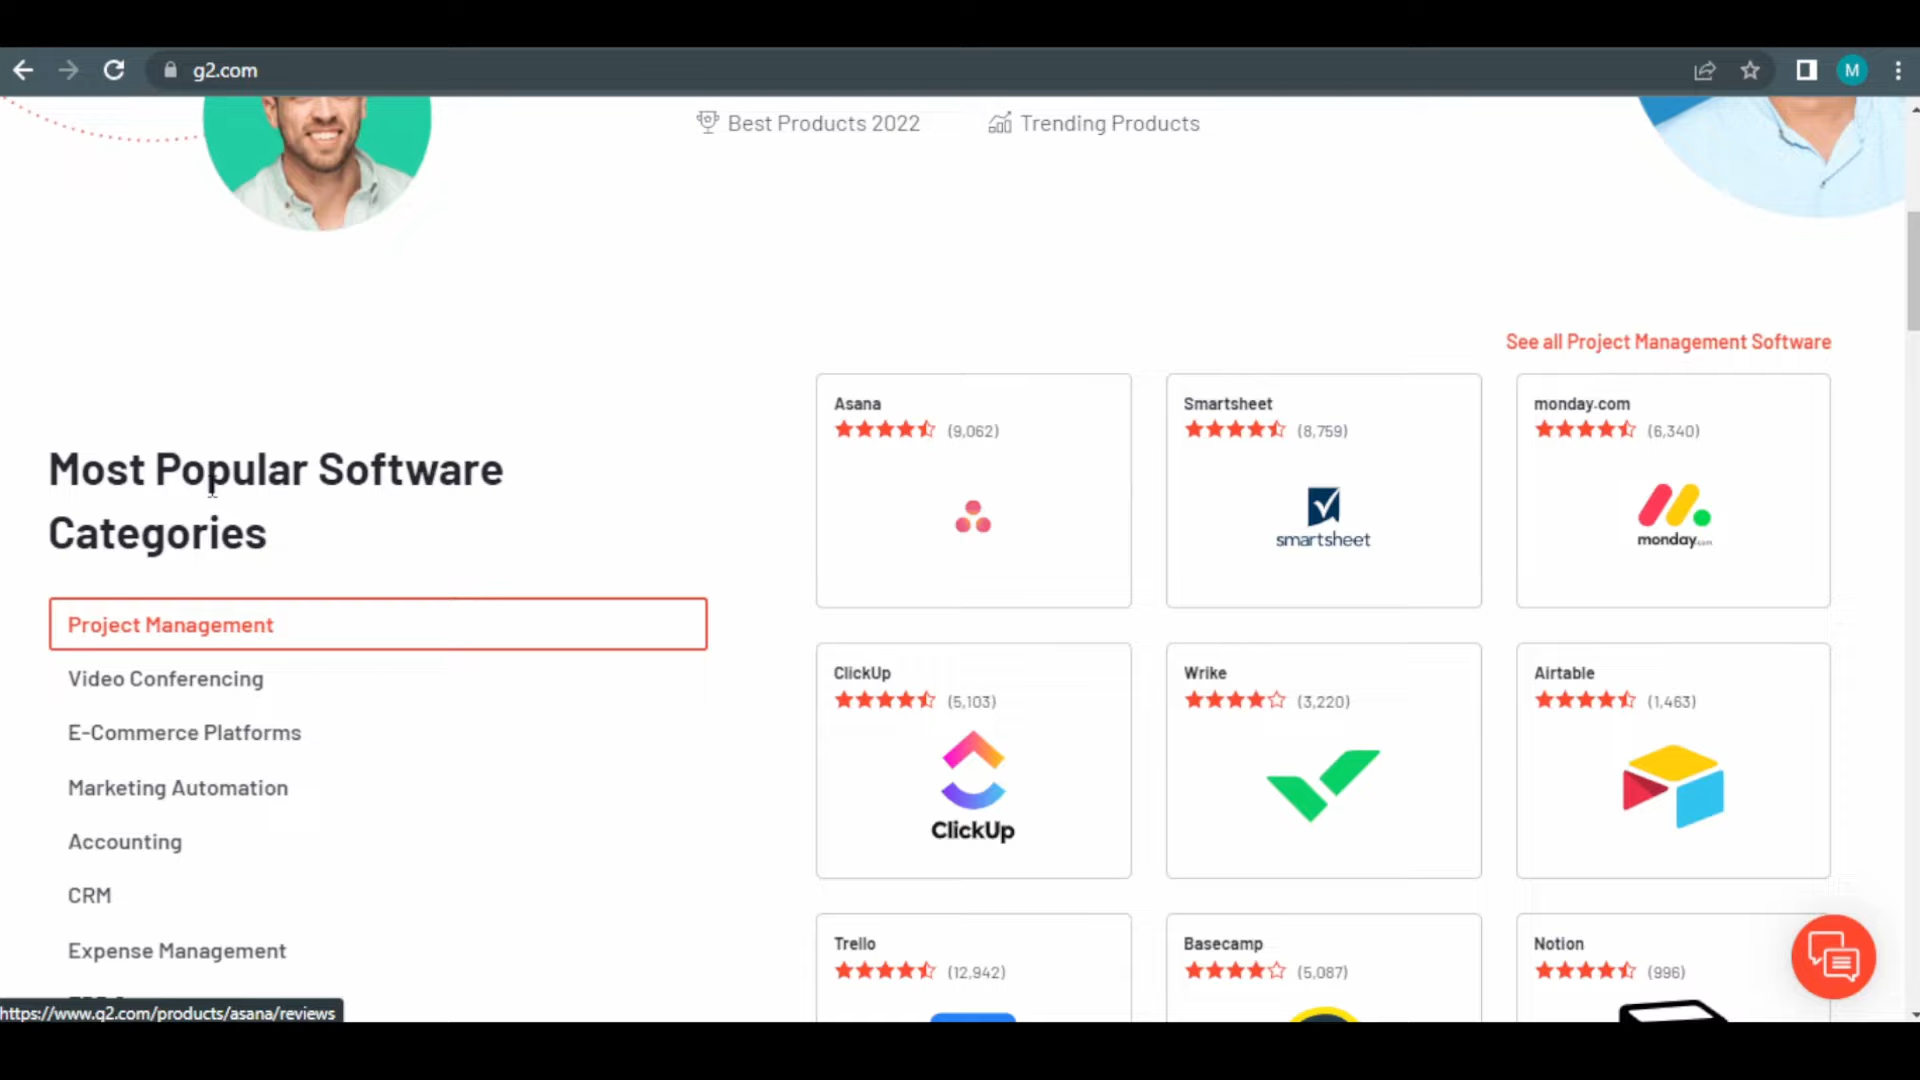 g2.com
M
Best Products 2022
Trending Products
See all Project Management Software
Most Popular Software
Categories
Project Management
Video Conferencing
E-Commerce Platforms
Marketing Automation
Accounting
CRM
Expense Management
Asana
(9,062)
Smartsheet
(8,759)
smartsheet
monday.com
(6,340)
monday.com
ClickUp
(5,103)
ClickUp
Wrike
(3,220)
Airtable
(1,463)
Trello
(12,942)
Basecamp
(5,087)
Notion
(996)
https://www.g2.com/products/asana/reviews